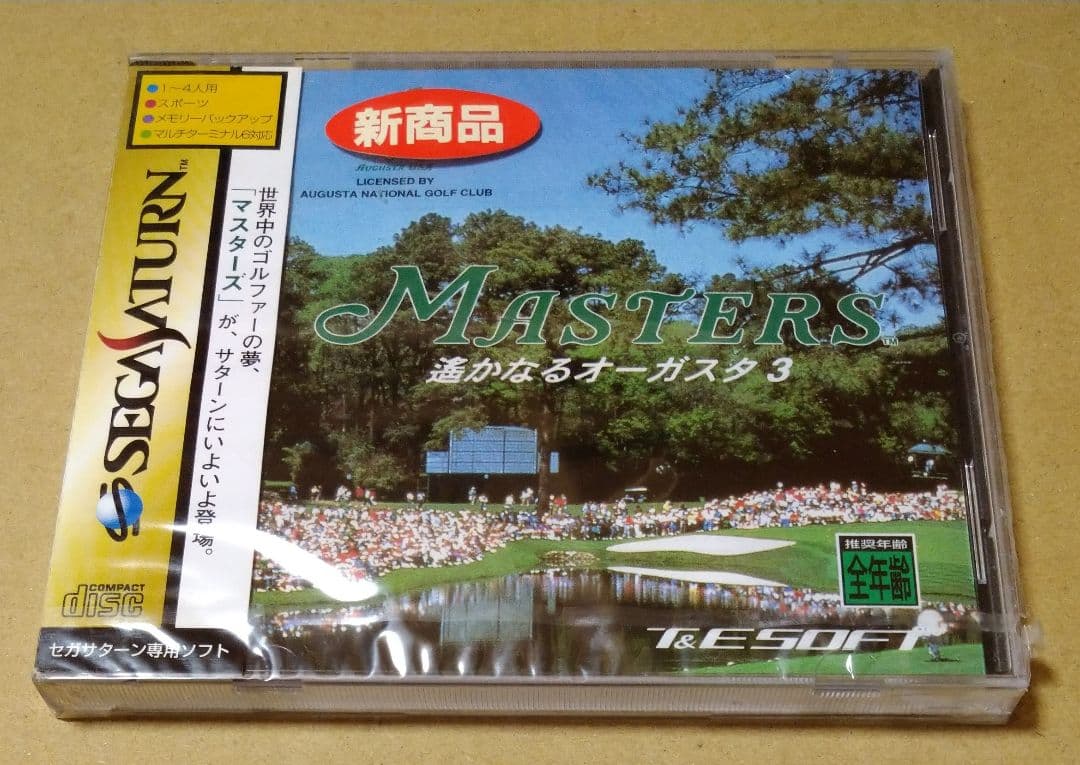 1〜4人用
スポーツ
メモリーバックアップ
マルチターミナル6対応
SEGA SATURN™
世界中のゴルファーの夢、
「マスターズ」が、サターンにいよいよ登場。
COMPACT
disc
セガサターン専用ソフト
新商品
LICENSED BY
AUGUSTA NATIONAL GOLF CLUB
MASTERS™
遙かなるオーガスタ3
推奨年齢
全年齢
T&E SOFT